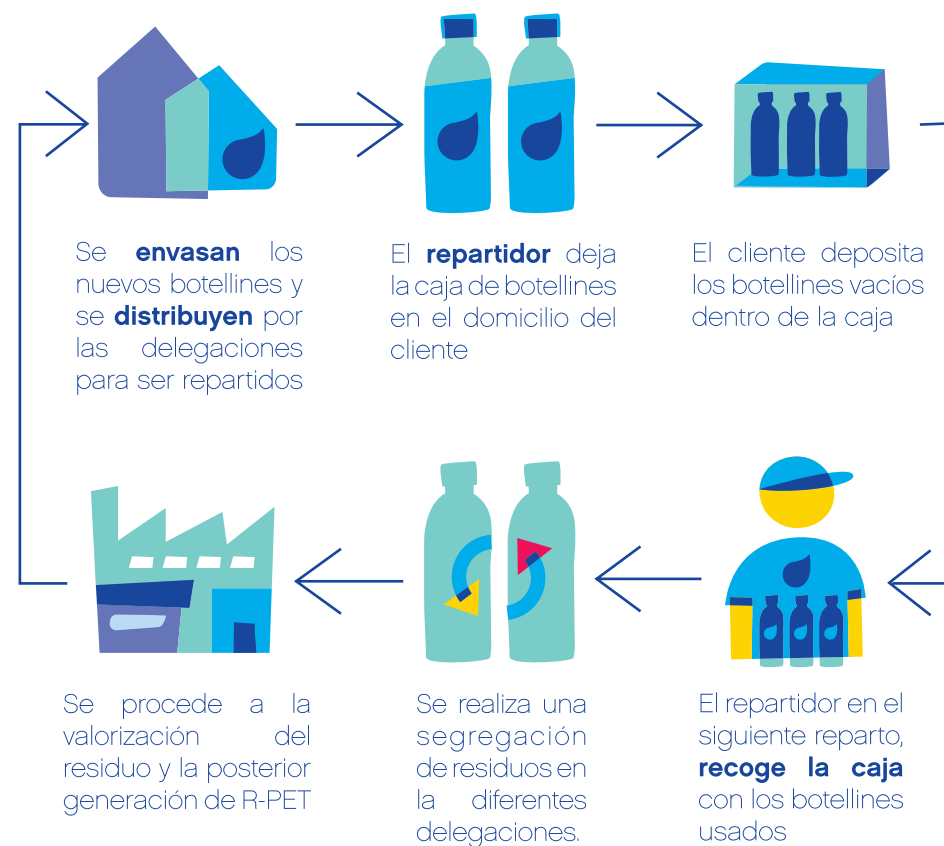 Se envasan los
nuevos botellines y
se distribuyen por
las delegaciones
para ser repartidos
El repartidor deja
la caja de botellines
en el domicilio del
cliente
El cliente deposita
los botellines vacíos
dentro de la caja
El repartidor en el
siguiente reparto,
recoge la caja
con los botellines
usados
Se realiza una
segregación
de residuos en
la diferentes
delegaciones.
Se procede a la
valorización del
residuo y la posterior
generación de R-PET